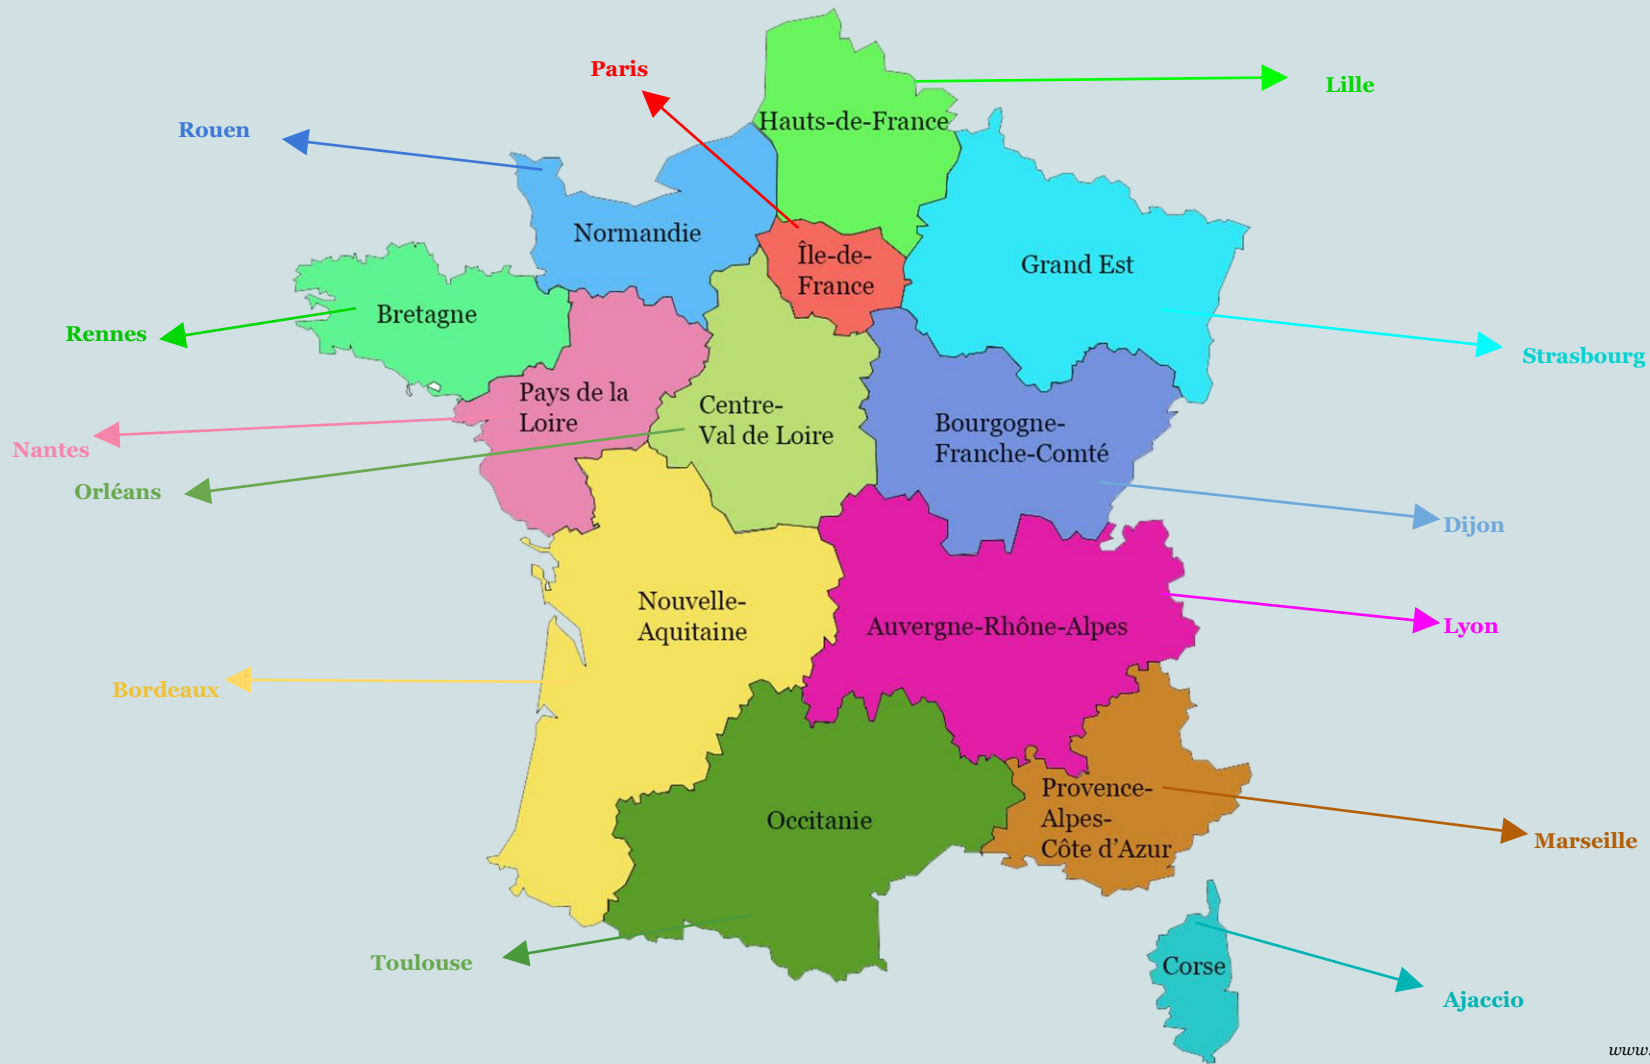 Paris
Lille
Hauts-de-France
Rouen
Normandie
Île-de-
France
Grand Est
Bretagne
Rennes
Strasbourg
Pays de la
Loire
Centre-
Val de Loire
Bourgogne-
Franche-Comté
Nantes
Orléans
Dijon
Nouvelle-
Aquitaine
Auvergne-Rhône-Alpes
Lyon
Bordeaux
Provence-
Alpes-
Côte d’Azur
Occitanie
Marseille
Toulouse
Corse
Ajaccio
www.